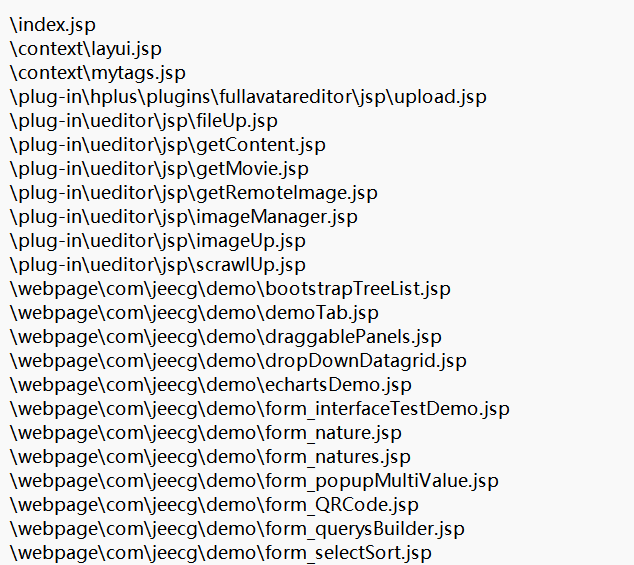 \index.jsp
\context\layui.jsp
\context\mytags.jsp
\plug-in\hplus\plugins\fullavatareditor\jsp\upload.jsp
\plug-in\ueditor\jsp\fileUp.jsp
\plug-in\ueditor\jsp\getContent.jsp
\plug-in\ueditor\jsp\getMovie.jsp
\plug-in\ueditor\jsp\getRemoteImage.jsp
\plug-in\ueditor\jsp\imageManager.jsp
\plug-in\ueditor\jsp\imageUp.jsp
\plug-in\ueditor\jsp\scrawlUp.jsp
\webpage\com\jeecg\demo\bootstrapTreeList.jsp
\webpage\com\jeecg\demo\demoTab.jsp
\webpage\com\jeecg\demo\draggablePanels.jsp
\webpage\com\jeecg\demo\dropDownDatagrid.jsp
\webpage\com\jeecg\demo\echartsDemo.jsp
\webpage\com\jeecg\demo\form_interfaceTestDemo.jsp
\webpage\com\jeecg\demo\form_nature.jsp
\webpage\com\jeecg\demo\form_natures.jsp
\webpage\com\jeecg\demo\form_popupMultiValue.jsp
\webpage\com\jeecg\demo\form_QRCode.jsp
\webpage\com\jeecg\demo\form_querysBuilder.jsp
\webpage\com\jeecg\demo\form_selectSort.jsp